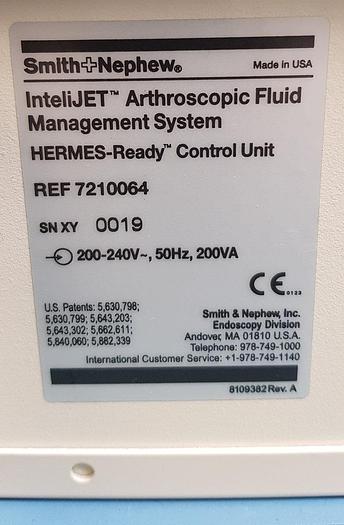 Smith+Nephew®
Made in USA
InteliJET™ Arthroscopic Fluid
Management System
HERMES-Ready™ Control Unit
REF 7210064
SN XY 0019
200-240V~, 50Hz, 200VA
CE 0123
U.S. Patents: 5,630,798;
5,630,799; 5,643,203;
5,643,302; 5,662,611;
5,840,060; 5,882,339
Smith & Nephew, Inc.
Endoscopy Division
Andover, MA 01810 U.S.A.
Telephone: 978-749-1000
International Customer Service: +1-978-749-1140
8109382 Rev. A